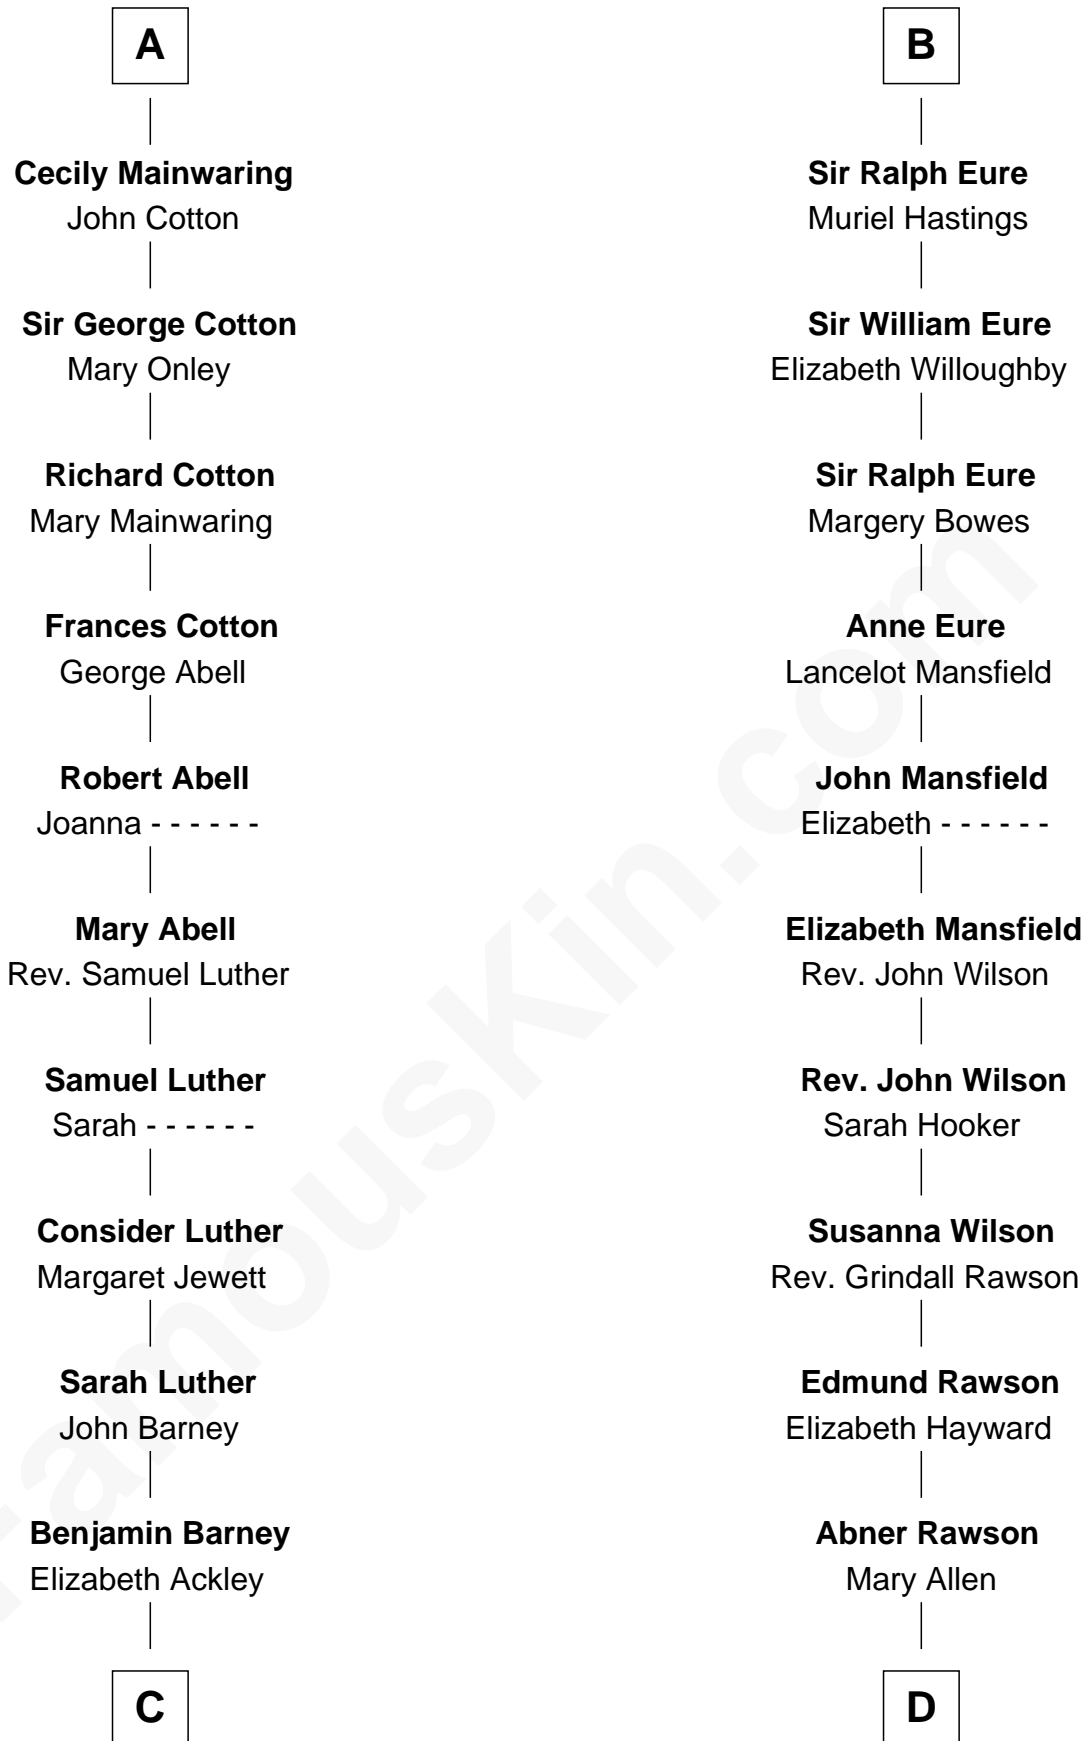 A
Cecily Mainwaring
John Cotton
Sir George Cotton
Mary Onley
Richard Cotton
Mary Mainwaring
Frances Cotton
George Abell
Robert Abell
Joanna - - - - - -
Mary Abell
Rev. Samuel Luther
Samuel Luther
Sarah - - - - - -
Consider Luther
Margaret Jewett
Sarah Luther
John Barney
Benjamin Barney
Elizabeth Ackley
C
B
Sir Ralph Eure
Muriel Hastings
Sir William Eure
Elizabeth Willoughby
Sir Ralph Eure
Margery Bowes
Anne Eure
Lancelot Mansfield
John Mansfield
Elizabeth - - - - - -
Elizabeth Mansfield
Rev. John Wilson
Rev. John Wilson
Sarah Hooker
Susanna Wilson
Rev. Grindall Rawson
Edmund Rawson
Elizabeth Hayward
Abner Rawson
Mary Allen
D
FamousKin.com